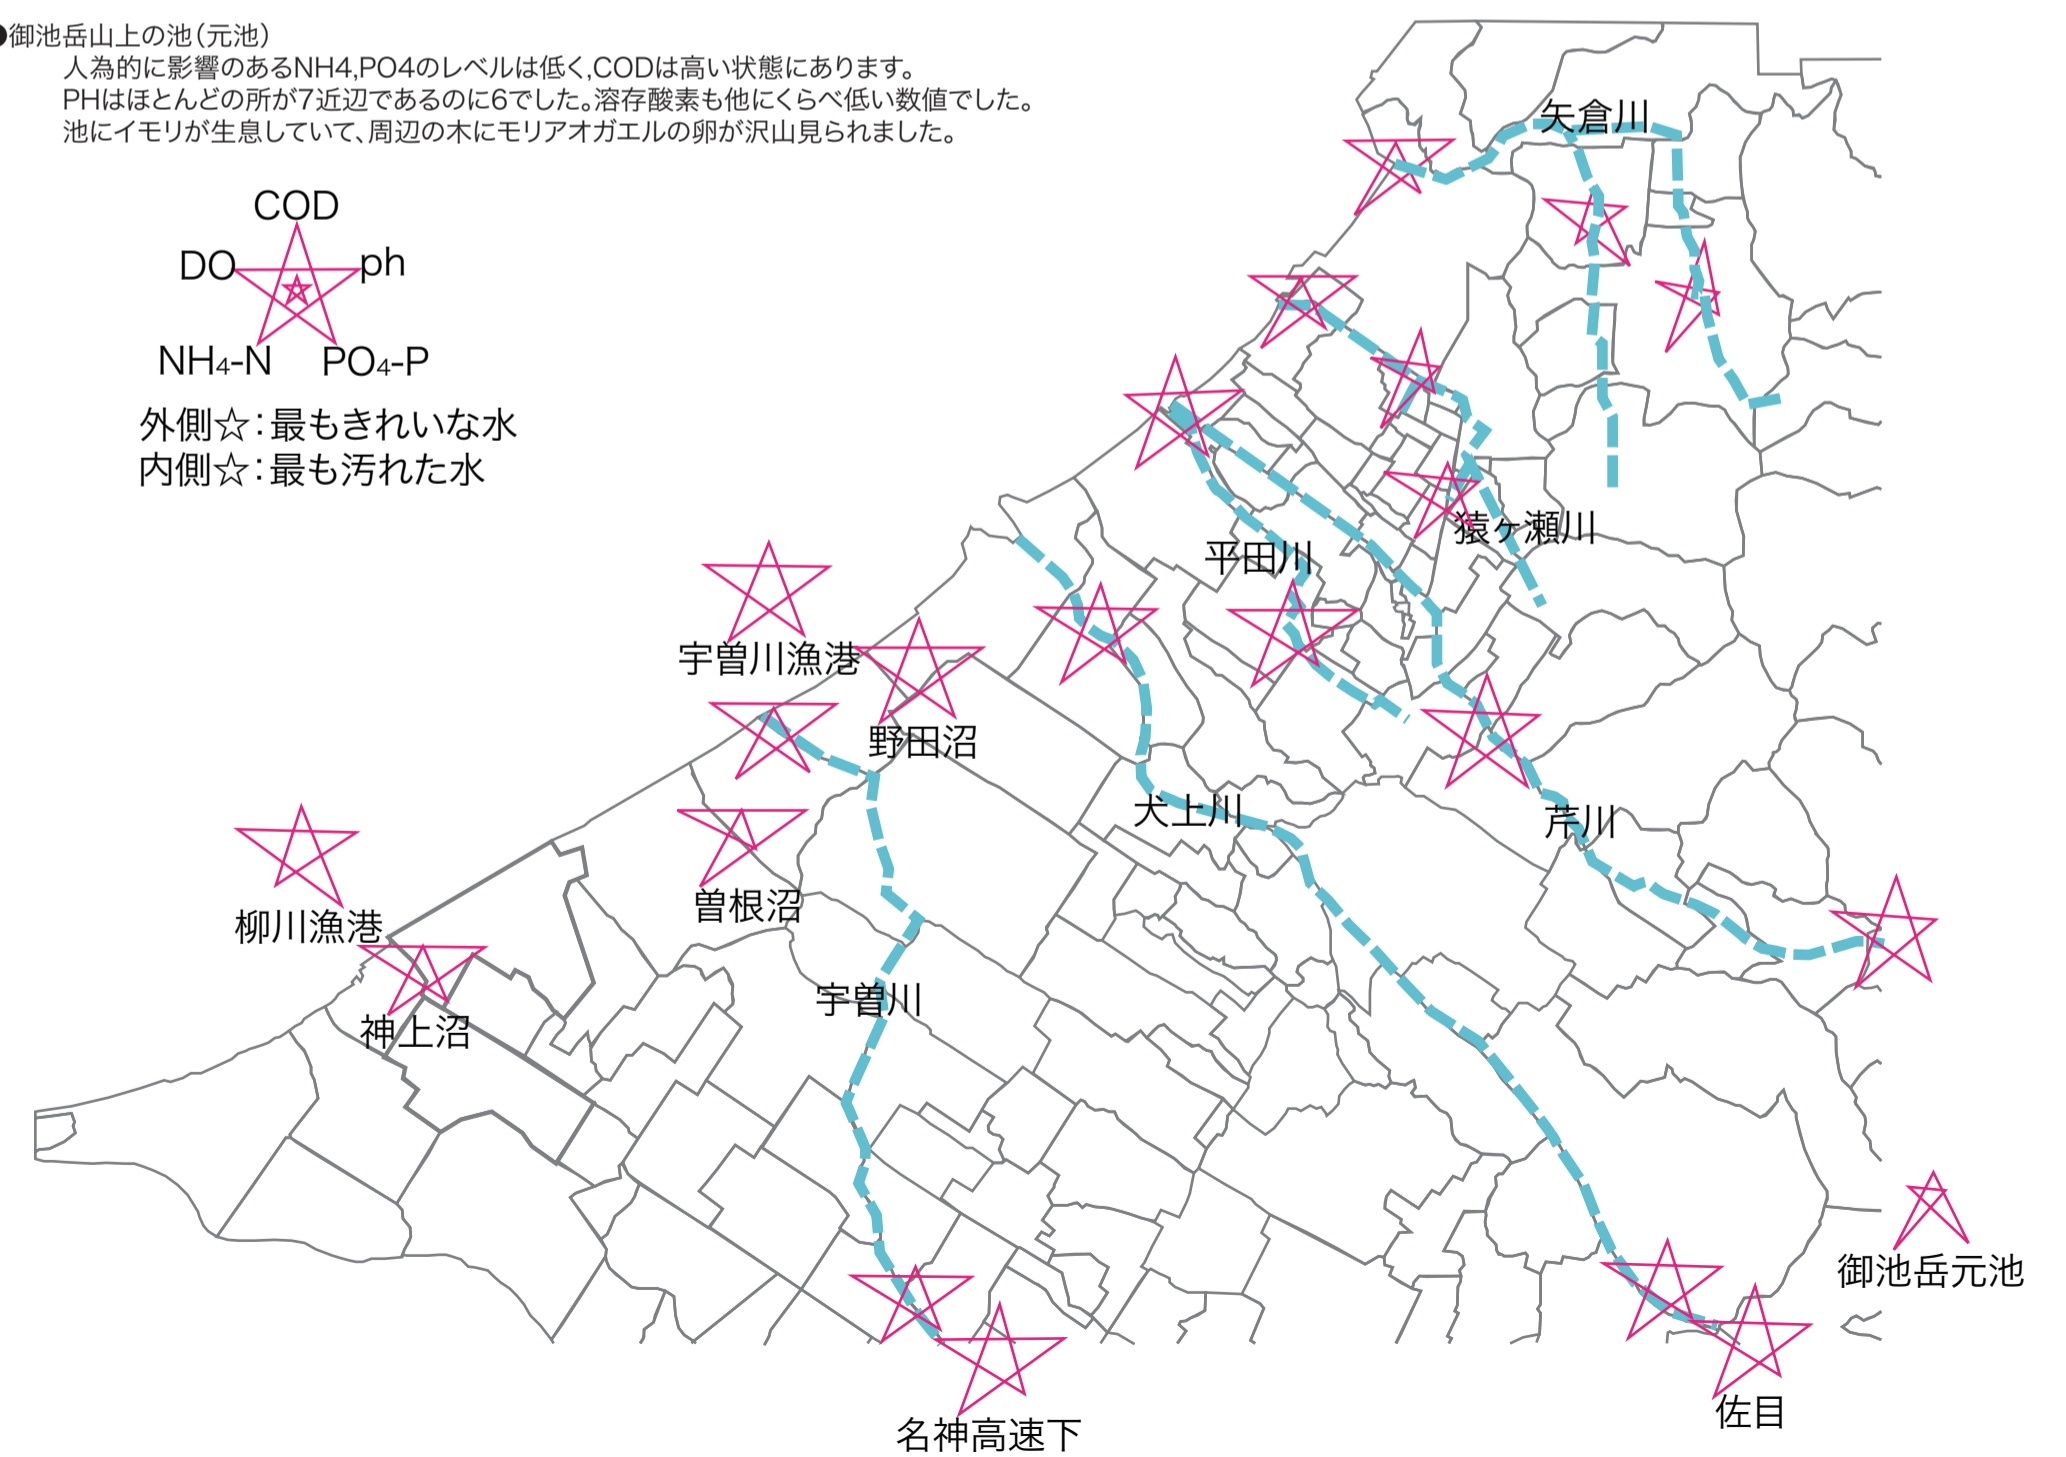 ●御池岳山上の池（元池）
人為的に影響のあるNH4,PO4のレベルは低く,CODは高い状態にあります。
PHはほとんどの所が7近辺であるのに6でした。溶存酸素も他にくらべ低い数値でした。
池にイモリが生息していて、周辺の木にモリアオガエルの卵が沢山見られました。
COD
DO
ph
NH4-N
PO4-P
外側☆：最もきれいな水
内側☆：最も汚れた水
矢倉川
猿ヶ瀬川
平田川
宇曽川漁港
野田沼
犬上川
芹川
曽根沼
柳川漁港
宇曽川
神上沼
御池岳元池
佐目
名神高速下